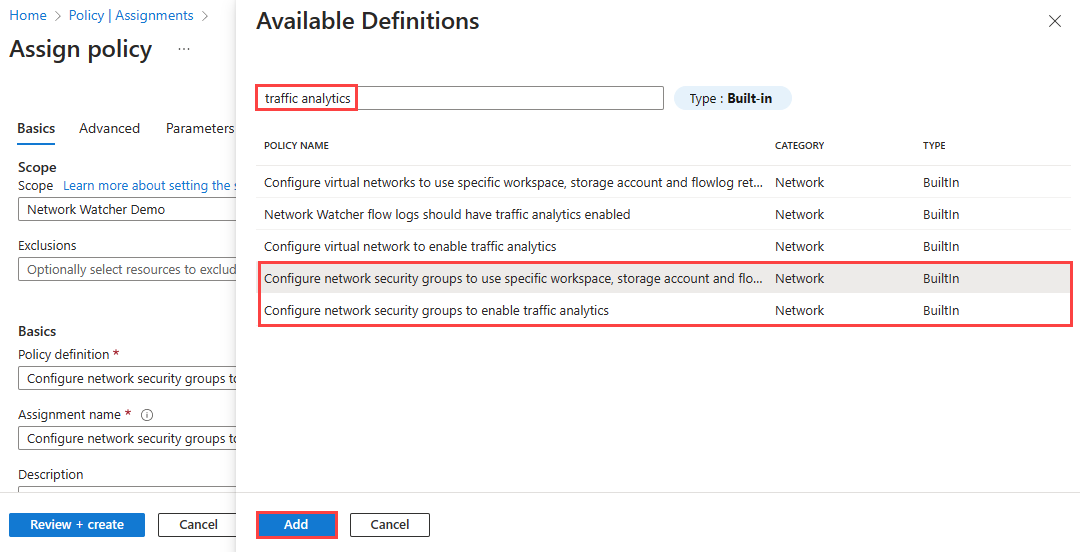 Home > Policy | Assignments >
Assign policy ...
Basics Advanced Parameters
Scope
Scope Learn more about setting the s
Network Watcher Demo
Exclusions
Optionally select resources to exclud
Basics
Policy definition *
Configure network security groups to
Assignment name *
Configure network security groups to
Description
Review + create Cancel
Available Definitions
traffic analytics
Type : Built-in
POLICY NAME CATEGORY TYPE
Configure virtual networks to use specific workspace, storage account and flowlog ret... Network BuiltIn
Network Watcher flow logs should have traffic analytics enabled Network BuiltIn
Configure virtual network to enable traffic analytics Network BuiltIn
Configure network security groups to use specific workspace, storage account and flo... Network BuiltIn
Configure network security groups to enable traffic analytics Network BuiltIn
Add Cancel